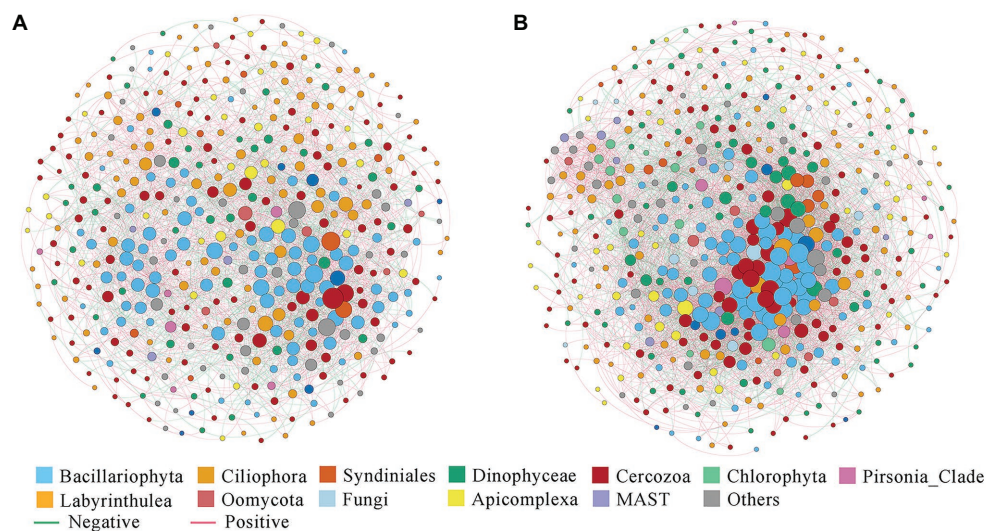 A B
Bacillariophyta Ciliophora Syndiniales Dinophyceae Cercozoa Chlorophyta Pirsonia_Clade
Labyrinthulea Oomycota Fungi Apicomplexa MAST Others
Negative Positive